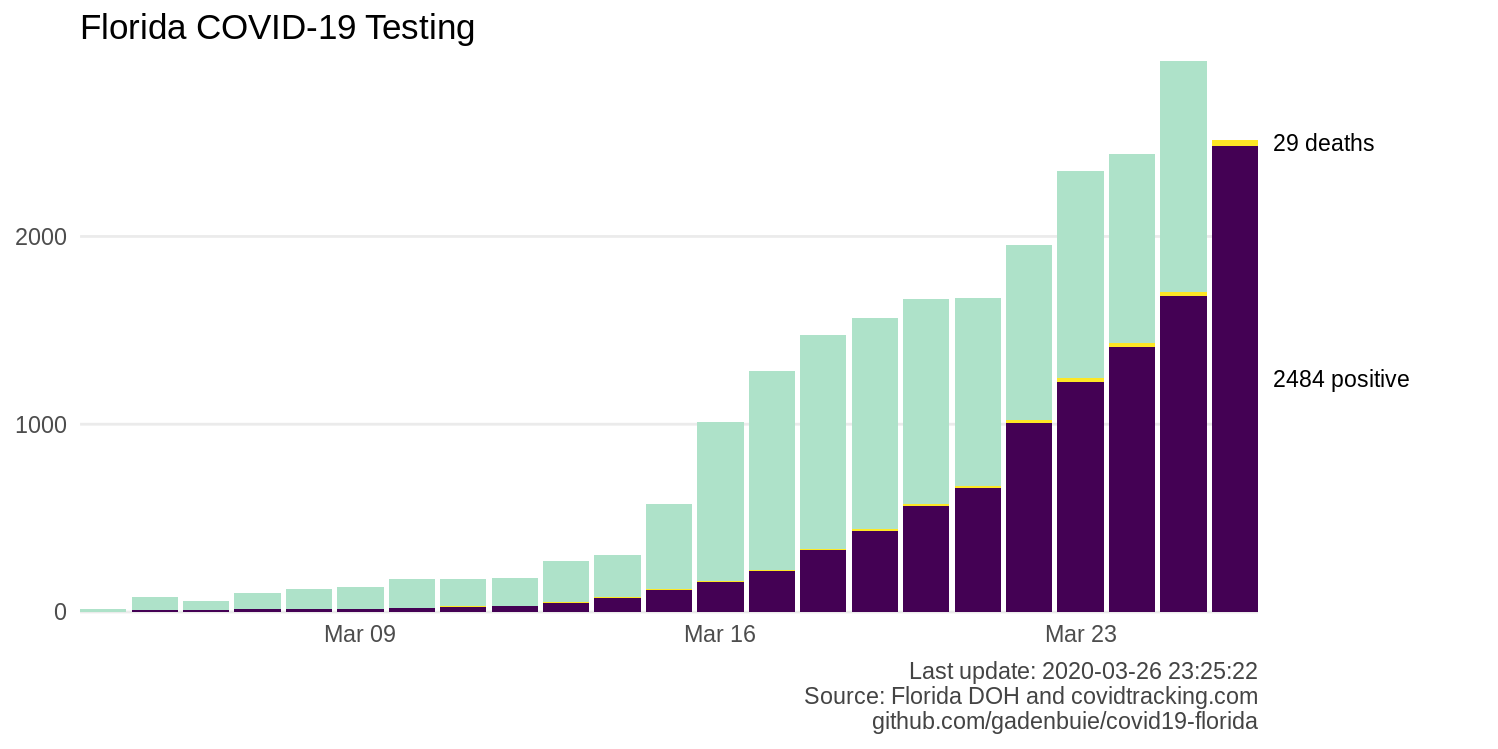 Florida COVID-19 Testing
29 deaths
2000
2484 positive
1000
0
Mar 09
Mar 16
Mar 23
Last update: 2020-03-26 23:25:22
Source: Florida DOH and covidtracking.com
github.com/gadenbuie/covid19-florida